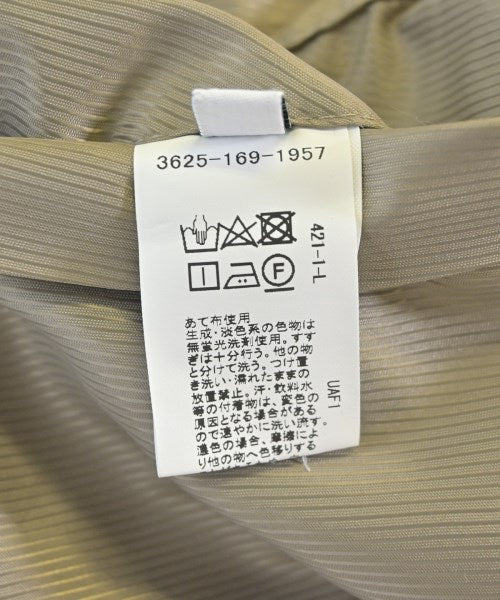 3625-169-1957
421-1-L
F
あて布使用
生成・淡色系の色物は
無蛍光洗剤使用。すす
ぎは十分行う。他の物
と分けて洗う。つけ置
き洗い・濡れたままの
放置禁止。汗・飲料水
等の付着物は、変色の
原因となる場合がある
ので速やかに洗い流す。
濃色の場合、摩擦によ
り他の物へ色移りする
UAF1